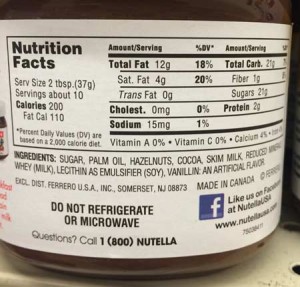 Nutrition
Facts
Serv Size 2 tbsp.(37g)
Servings about 10
Calories 200
Fat Cal 110
*Percent Daily Values (DV) are
based on a 2,000 calorie diet.
Amount/Serving %DV* Amount/Serving
Total Fat 12g 18% Total Carb. 21g
Sat. Fat 4g 20% Fiber 1g
Trans Fat 0g Sugars 21g
Cholest. 0mg 0% Protein 2g
Sodium 15mg 1%
Vitamin A 0% • Vitamin C 0% • Calcium 4% •
INGREDIENTS: SUGAR, PALM OIL, HAZELNUTS, COCOA, SKIM MILK, REDUCED
WHEY (MILK), LECITHIN AS EMULSIFIER (SOY), VANILLIN: AN ARTIFICIAL FLAVOR.
EXCL. DIST. FERRERO U.S.A., INC., SOMERSET, NJ 08873 MADE IN CANADA © FERRERO
DO NOT REFRIGERATE
OR MICROWAVE
Questions? Call 1 (800) NUTELLA
f
Like us on Facebook
at NutellaUSA
www.nutellausa.com